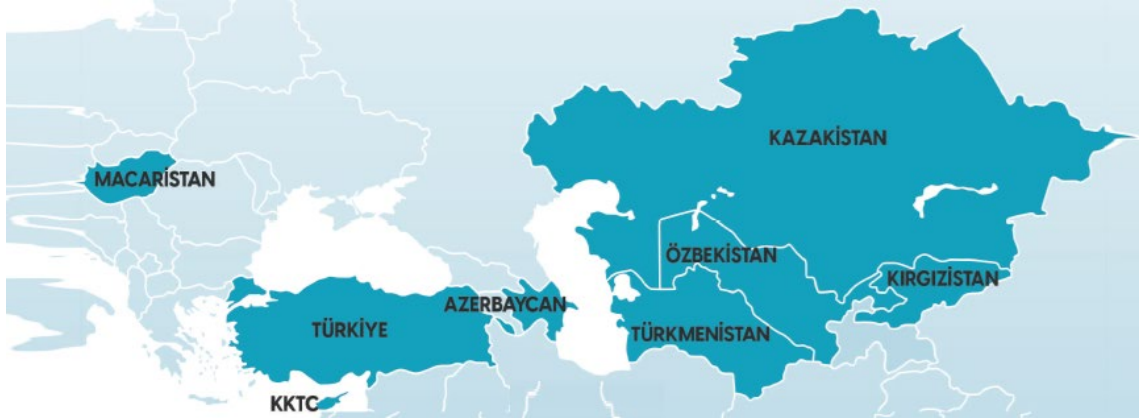 KAZAKİSTAN
MACARİSTAN
ÖZBEKİSTAN
KIRGIZİSTAN
AZERBAYCAN
TÜRKİYE
TÜRKMENİSTAN
KKTC